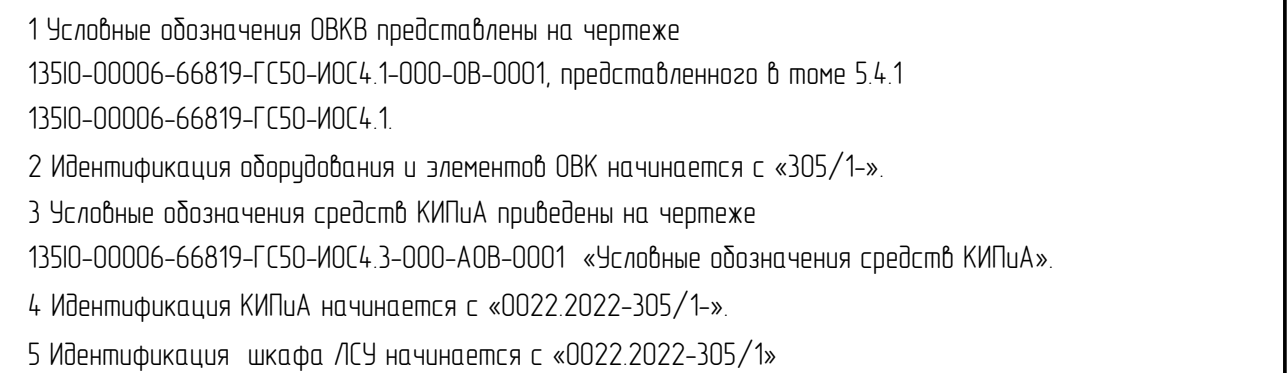 1 Условные обозначения ОВКВ представлены на чертеже
135IO-00006-66819-ГС50-ИОС4.1-000-ОВ-0001, представленного в томе 5.4.1
135IO-00006-66819-ГС50-ИОС4.1.
2 Идентификация оборудования и элементов ОВК начинается с «305/1-».
3 Условные обозначения средств КИПиА приведены на чертеже
135IO-00006-66819-ГС50-ИОС4.3-000-АОВ-0001 «Условные обозначения средств КИПиА».
4 Идентификация КИПиА начинается с «0022.2022-305/1-».
5 Идентификация шкафа ЛСУ начинается с «0022.2022-305/1»